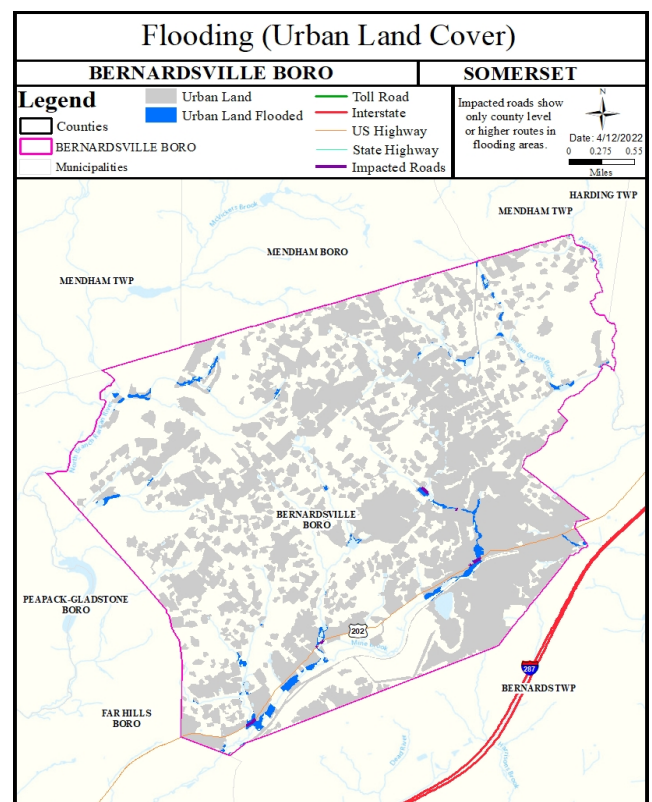 Flooding (Urban Land Cover)
BERNARDSVILLE BORO
SOMERSET
Legend
Counties
BERNARDSVILLE BORO
Municipalities
Urban Land
Urban Land Flooded
Toll Road
Interstate
US Highway
State Highway
Impacted Roads
Impacted roads show
only county level
or higher routes in
flooding areas.
N
Date: 4/12/2022
0 0.275 0.55
Miles
HARDING TWP
MENDHAM TWP
MENDHAM BORO
MENDHAM TWP
BERNARDSVILLE
BORO
PEAPACK-GLADSTONE
BORO
202
Mine Brook
287
BERNARDS TWP
FAR HILLS
BORO